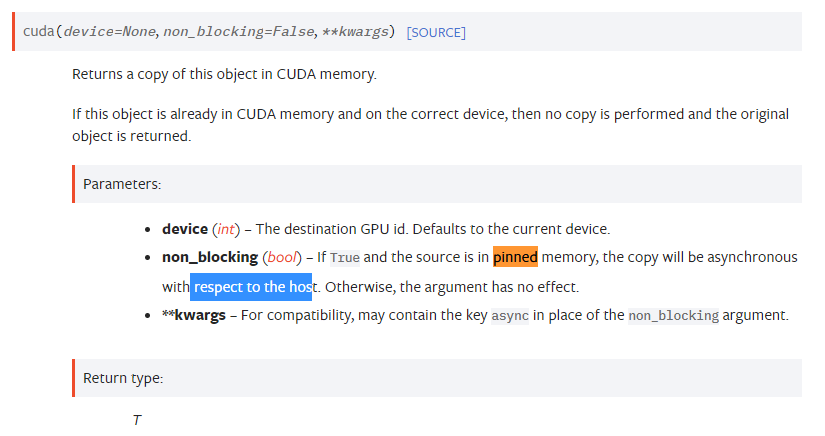 cuda(device=None, non_blocking=False, **kwargs) [SOURCE]
Returns a copy of this object in CUDA memory.
If this object is already in CUDA memory and on the correct device, then no copy is performed and the original
object is returned.
Parameters:
• device (int) – The destination GPU id. Defaults to the current device.
• non_blocking (bool) – If True and the source is in pinned memory, the copy will be asynchronous
with respect to the host. Otherwise, the argument has no effect.
• **kwargs – For compatibility, may contain the key async in place of the non_blocking argument.
Return type:
T